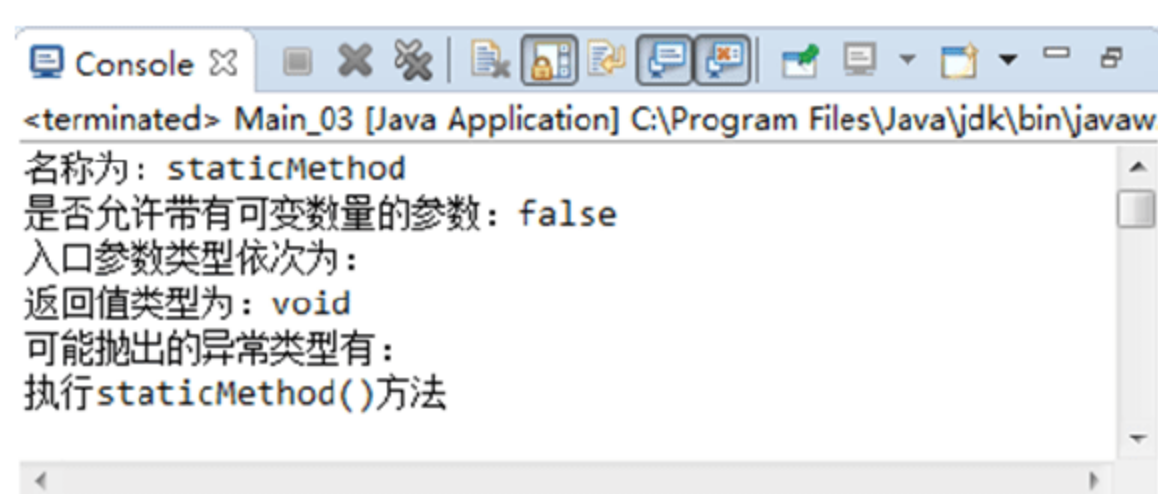 Console
<terminated> Main_03 [Java Application] C:\Program Files\Java\jdk\bin\javaw
名称为：staticMethod
是否允许带有可变数量的参数：false
入口参数类型依次为：
返回值类型为：void
可能抛出的异常类型有：
执行staticMethod()方法